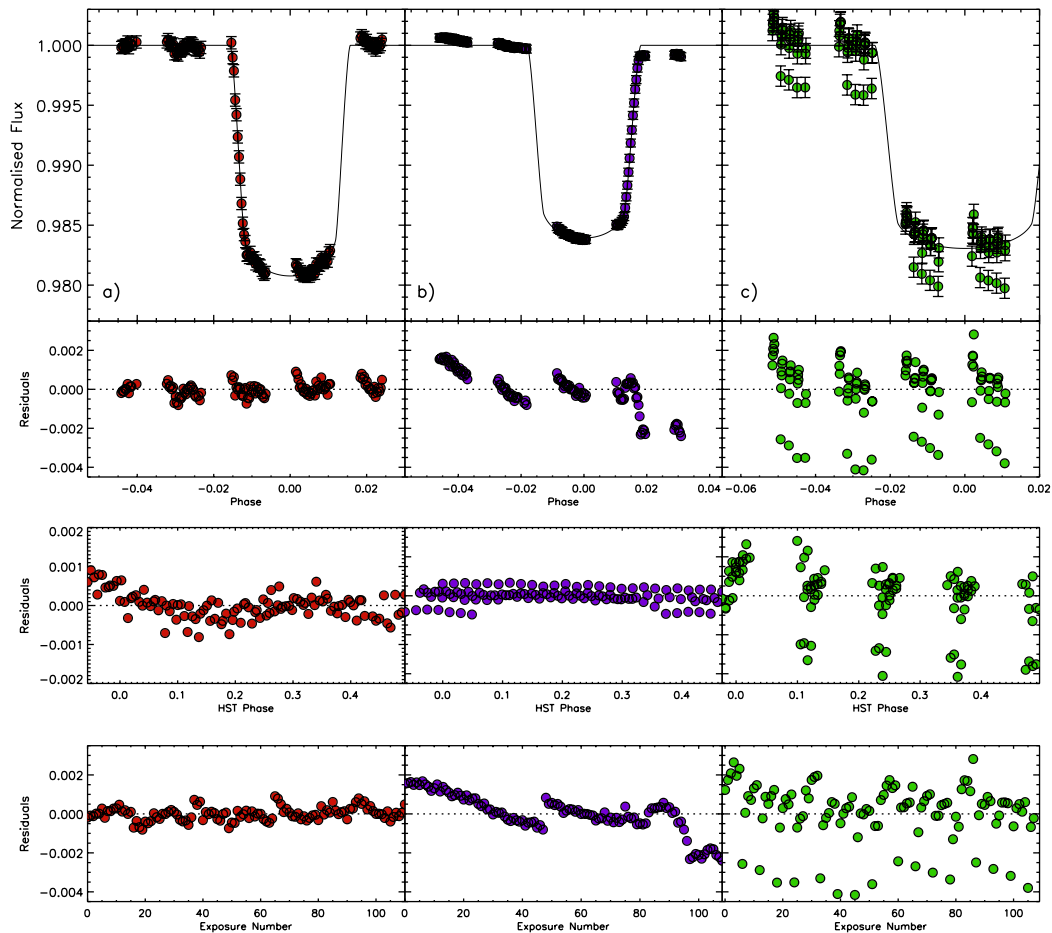 Normalised Flux
1.000
0.995
0.990
0.985
0.980
a)
b)
c)
Residuals
0.002
0.000
−0.002
−0.004
−0.04 −0.02 0.00 0.02
−0.04 −0.02 0.00 0.02 0.04
−0.06 −0.04 −0.02 0.00 0.02
Phase Phase Phase
Residuals
0.002
0.001
0.000
−0.001
−0.002
0.0 0.1 0.2 0.3 0.4
0.0 0.1 0.2 0.3 0.4
0.0 0.1 0.2 0.3 0.4
HST Phase HST Phase HST Phase
Residuals
0.002
0.000
−0.002
−0.004
0 20 40 60 80 100
0 20 40 60 80 100
0 20 40 60 80 100
Exposure Number Exposure Number Exposure Number